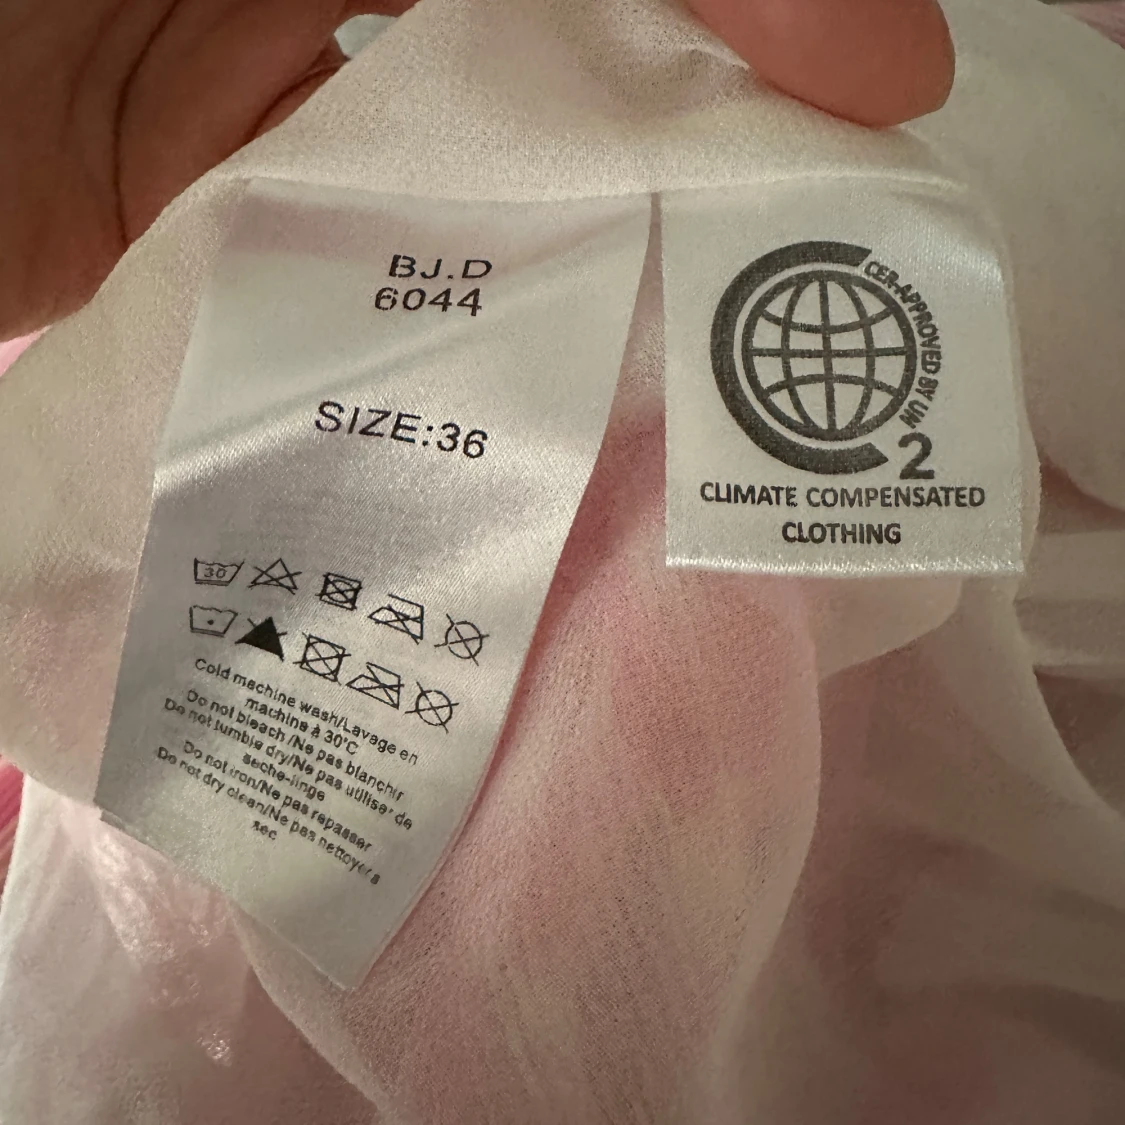 BJ.D
6044
SIZE:36
30
Cold machine wash/Lavage en
machine à 30°C
Do not bleach /Ne pas blanchir
Do not tumble dry/Ne pas utiliser de
seche-linge
Do not iron/Ne pas repasser
Do not dry clean/Ne pas nettoyer a
sec
CER-APPROVED BY UN
2
CLIMATE COMPENSATED
CLOTHING